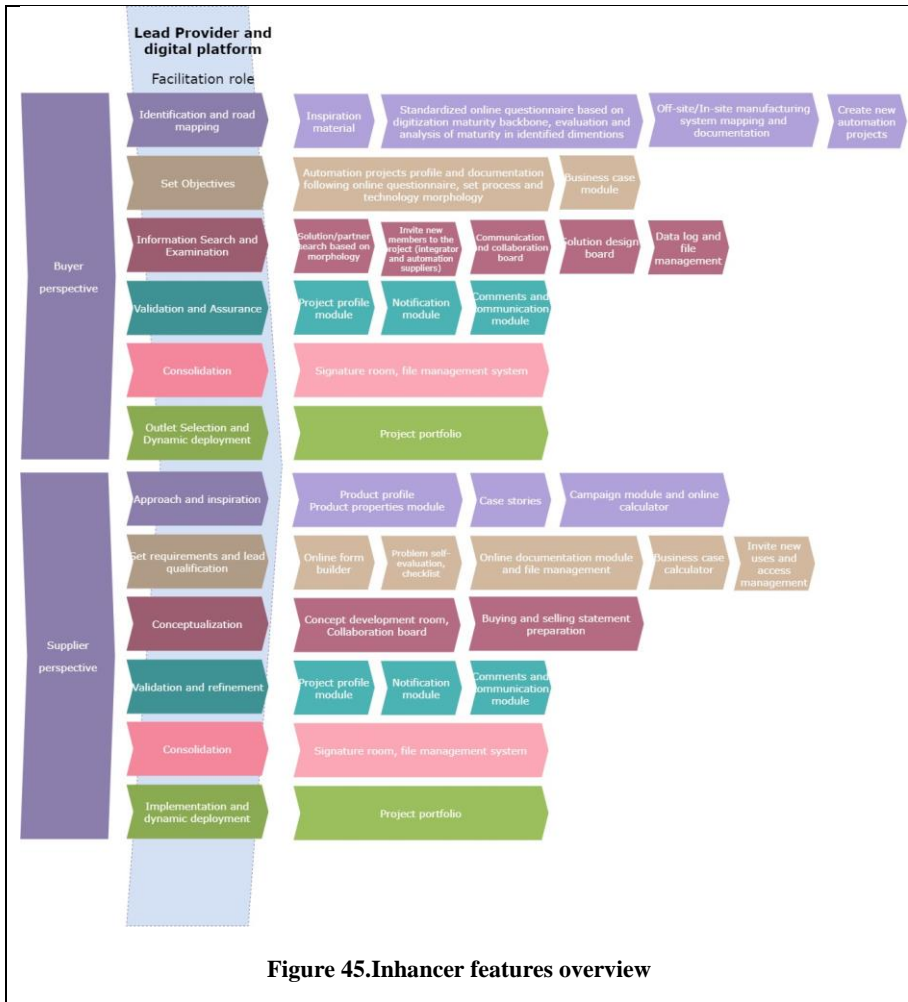 Lead Provider and
digital platform
Facilitation role
Buyer
perspective
Identification and road
mapping
Inspiration
material
Standardized online questionnaire based on
digitization maturity backbone, evaluation and
analysis of maturity in identified dimentions
Off-site/In-site manufacturing
system mapping and
documentation
Create new
automation
projects
Set Objectives
Automation projects profile and documentation
following online questionnaire, set process and
technology morphology
Business case
module
Information Search and
Examination
Solution/partner
search based on
morphology
Invite new
members to the
project (integrator
and automation
suppliers)
Communication
and collaboration
board
Solution design
board
Data log and
file
management
Validation and Assurance
Project profile
module
Notification
module
Comments and
communication
module
Consolidation
Signature room, file management system
Outlet Selection and
Dynamic deployment
Project portfolio
Supplier
perspective
Approach and inspiration
Product profile
Product properties module
Case stories
Campaign module and online
calculator
Set requirements and lead
qualification
Online form
builder
Problem self-
evaluation,
checklist
Online documentation module
and file management
Business case
calculator
Invite new
uses and
access
management
Conceptualization
Concept development room,
Collaboration board
Buying and selling statement
preparation
Validation and refinement
Project profile
module
Notification
module
Comments and
communication
module
Consolidation
Signature room, file management system
Implementation and
dynamic deployment
Project portfolio
Figure 45.Inhancer features overview